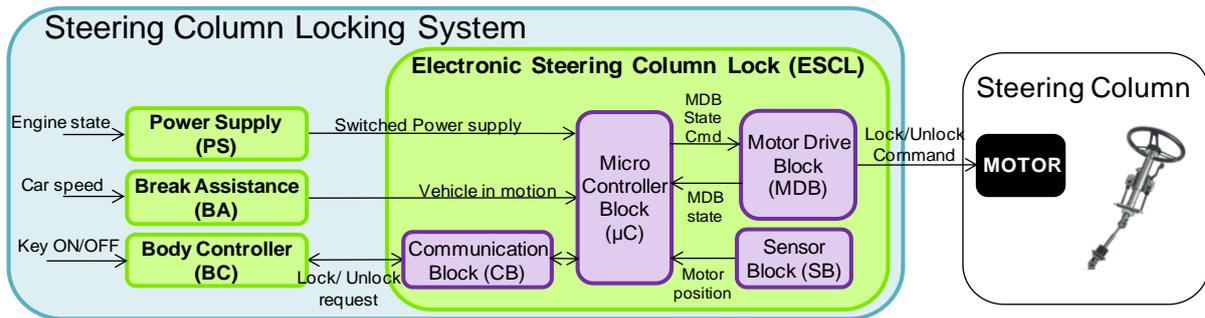 Steering Column Locking System
Electronic Steering Column Lock (ESCL)
Steering Column
Engine state
Power Supply
(PS)
Switched Power supply
MDB
State
Cmd
Motor Drive
Block
(MDB)
Lock/Unlock
Command
MOTOR
Micro
Controller
Block
(µC)
Car speed
Break Assistance
(BA)
Vehicle in motion
MDB
state
Key ON/OFF
Body Controller
(BC)
Lock/ Unlock
request
Communication
Block (CB)
Motor
position
Sensor
Block (SB)